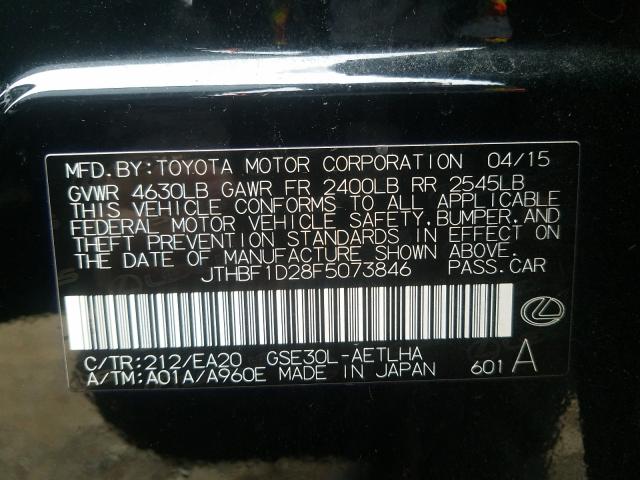 MFD.BY:TOYOTA MOTOR CORPORATION 04/15
GVWR 4630LB GAWR FR 2400LB RR 2545LB
THIS VEHICLE CONFORMS TO ALL APPLICABLE
FEDERAL MOTOR VEHICLE SAFETY,BUMPER,AND
THEFT PREVENTION STANDARDS IN EFFECT ON
THE DATE OF MANUFACTURE SHOWN ABOVE.
JTHBF1D28F5073846 PASS.CAR
C/TR:212/EA20 GSE30L-AETLHA
A/TM:A01A/A960E MADE IN JAPAN 601 A